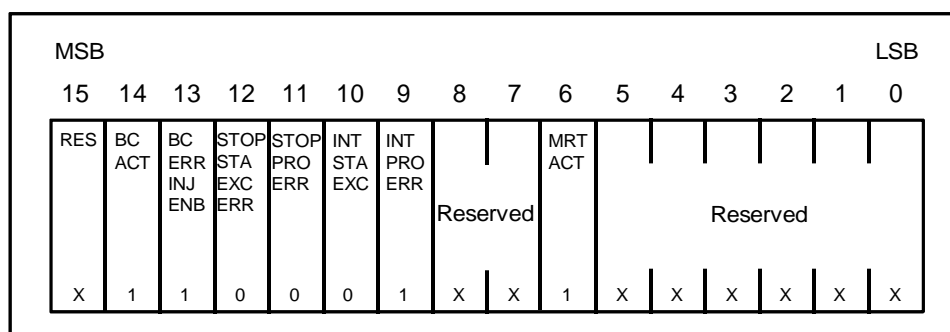 MSB LSB
15 14 13 12 11 10 9 8 7 6 5 4 3 2 1 0
RES BC STOP STOP INT INT MRT
ACT ERR STA PRO STA PRO ACT
BC
INJ EXC ERR EXC ERR
ENB ERR
Reserved Reserved
X 1 1 0 0 0 1 X X 1 X X X X X X